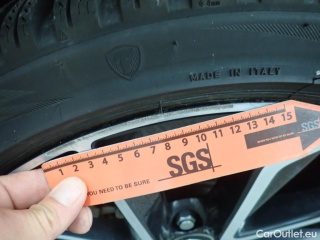 MADE IN ITALY
1 2 3 4 5 6 7 8 9 10 11 12 13 14 15
SGS
YOU NEED TO BE SURE
SGS
© CarOutlet.eu